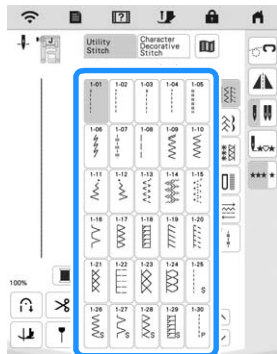 Utility Stitch
Character Decorative Stitch
1-01 1-02 1-03 1-04 1-05
1-06 1-07 1-08 1-09 1-10
1-11 1-12 1-13 1-14 1-15
1-16 1-17 1-18 1-19 1-20
1-21 1-22 1-23 1-24 1-25
S
1-26 1-27 1-28 1-29 1-30
S S S S P
100%